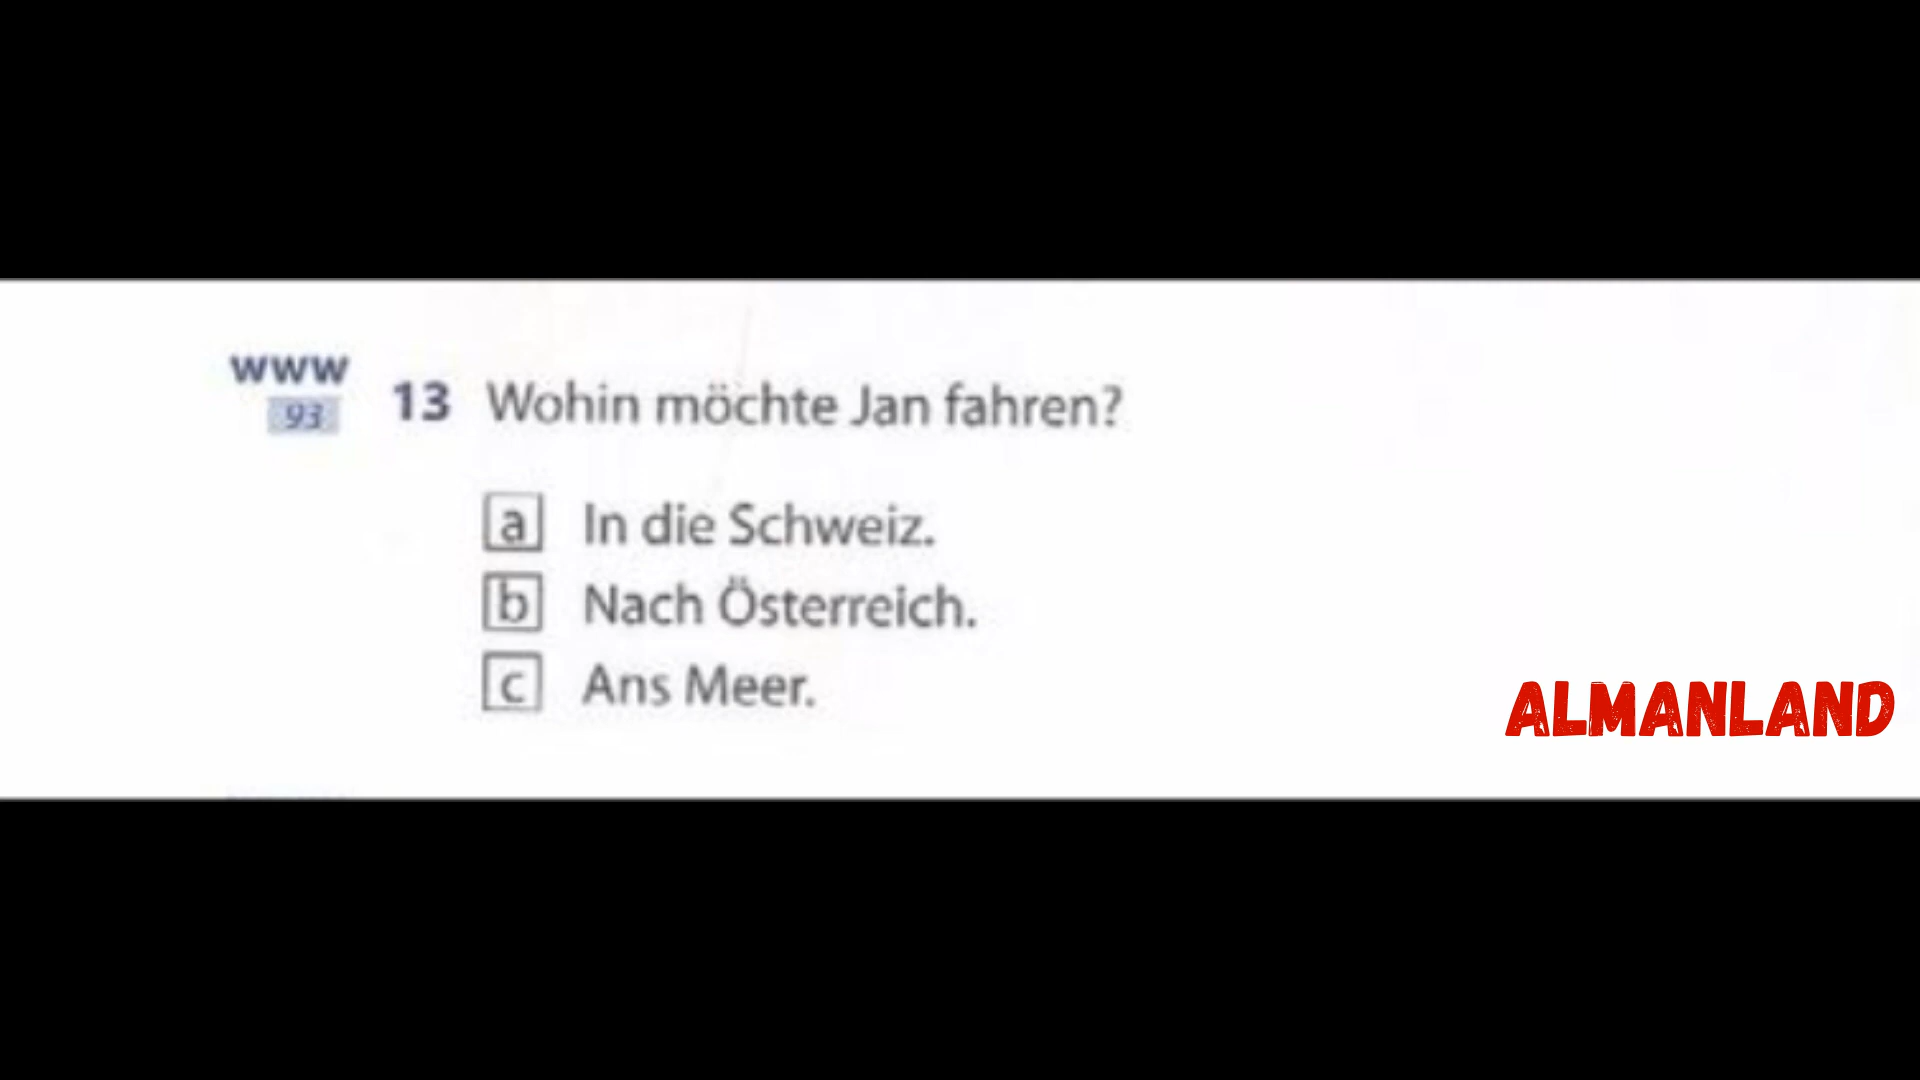 www
93
13 Wohin möchte Jan fahren?
a In die Schweiz.
b Nach Österreich.
c Ans Meer.
ALMANLAND